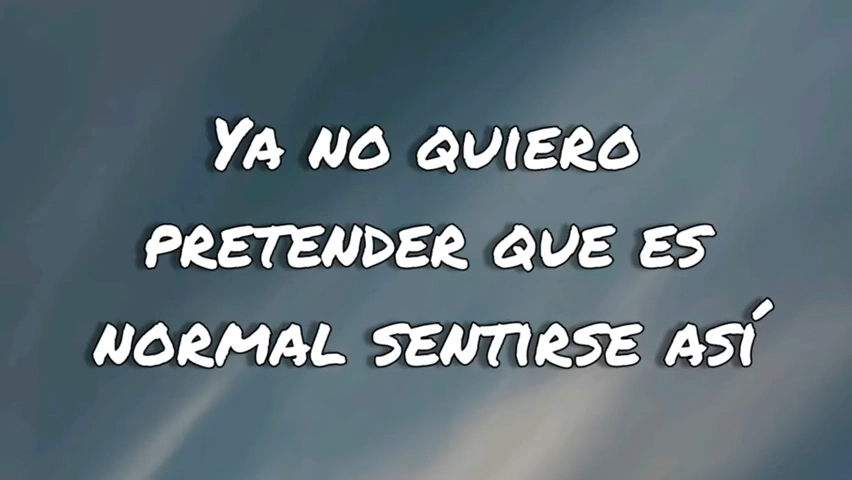 Ya no quiero
pretender que es
normal sentirse así